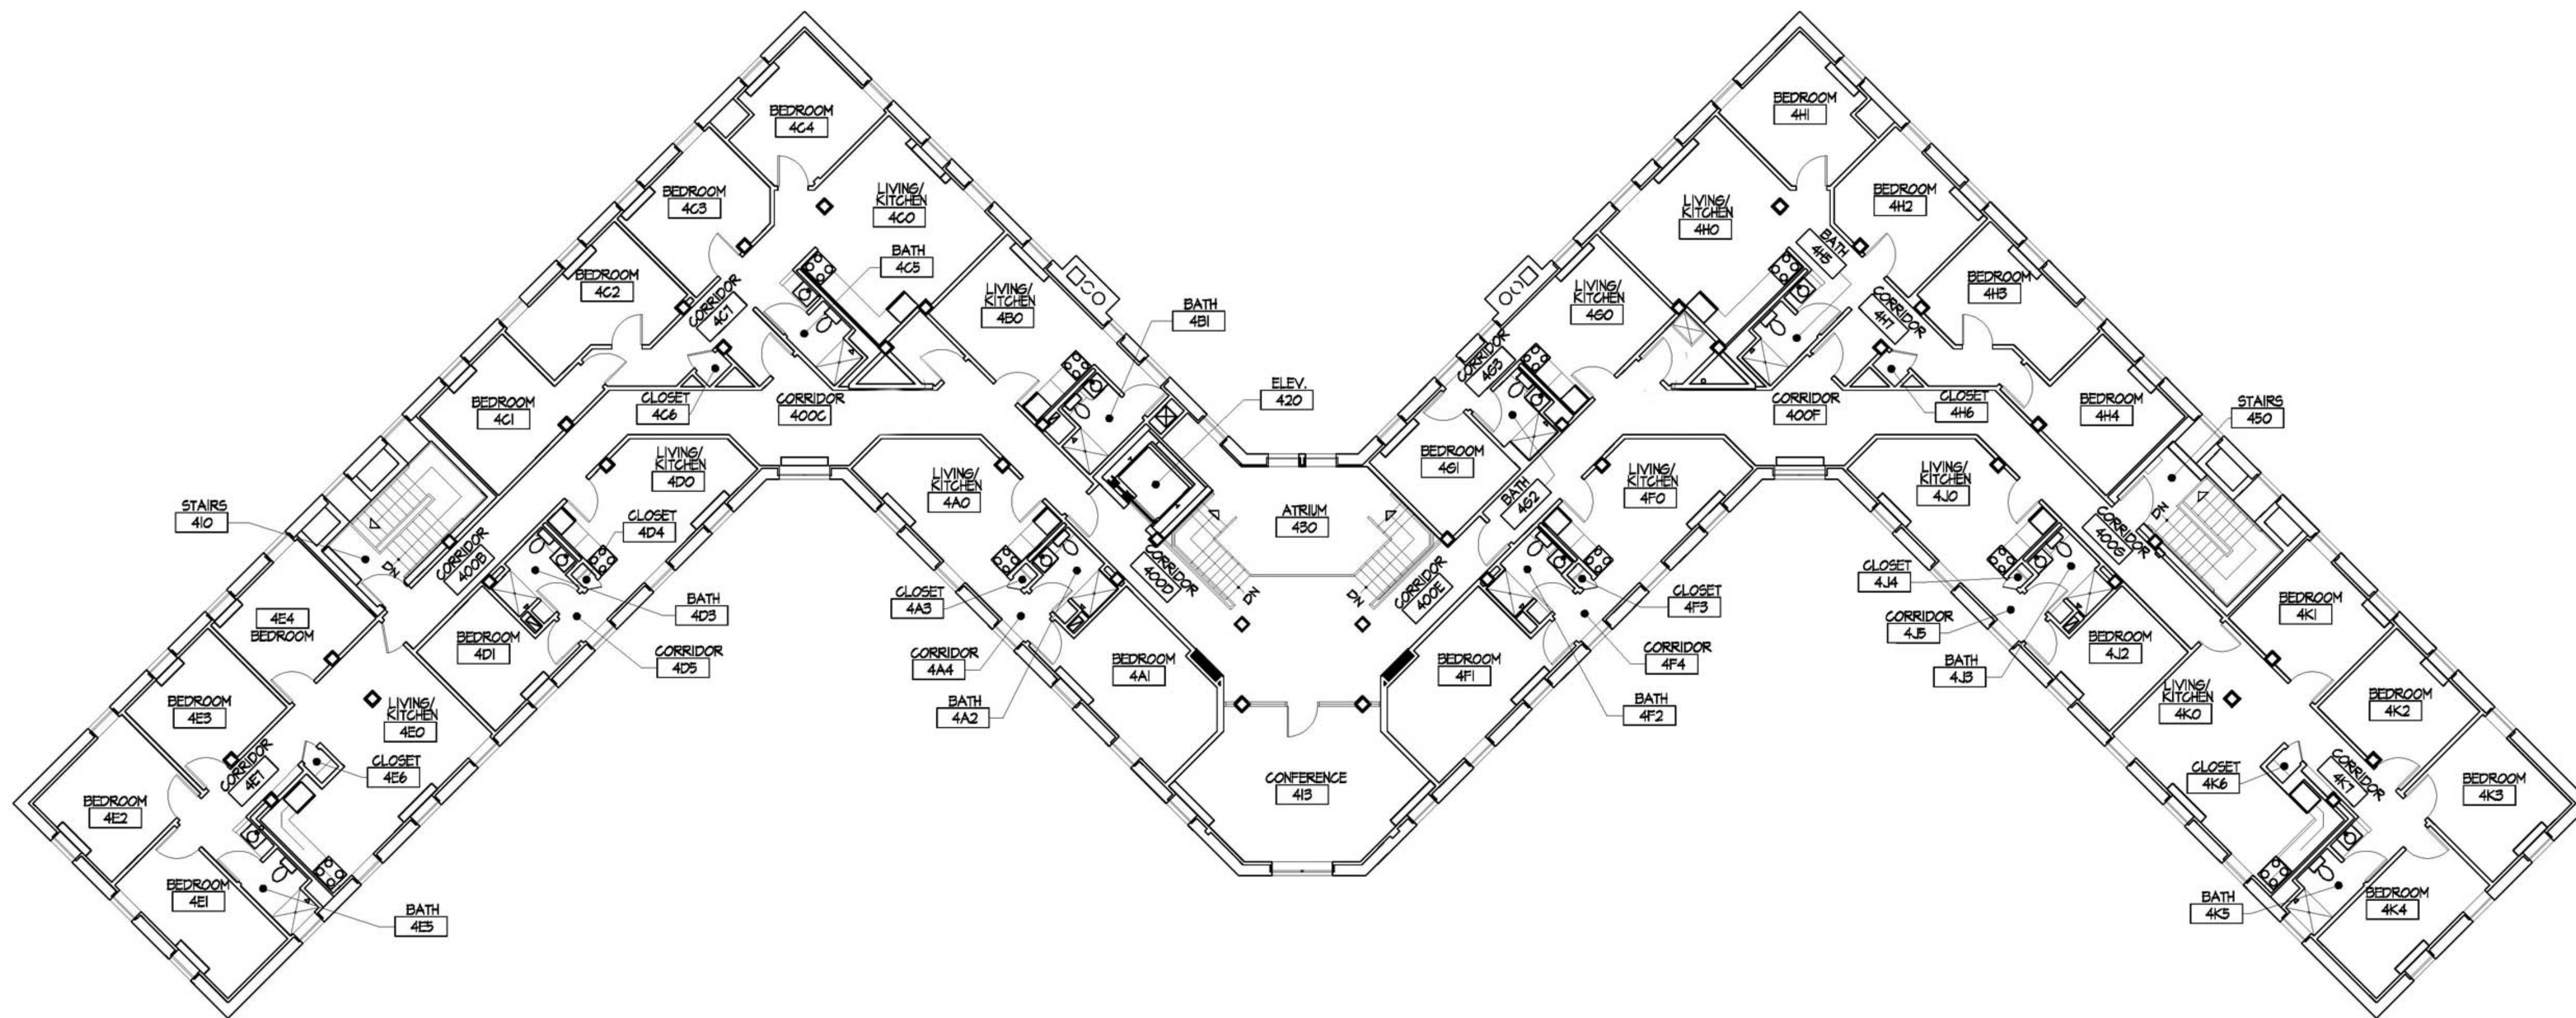 BEDROOM
4C4
BEDROOM
4C3
LIVING/
KITCHEN
4C0
BEDROOM
4C2
BATH
4C5
CORRIDOR
4C7
LIVING/
KITCHEN
4B0
BATH
4B1
BEDROOM
4C1
CLOSET
4C6
CORRIDOR
400C
ELEV.
420
STAIRS
410
DN
CORRIDOR
400B
LIVING/
KITCHEN
4D0
CLOSET
4D4
BATH
4D3
BEDROOM
4D1
CORRIDOR
4D5
LIVING/
KITCHEN
4A0
CLOSET
4A3
CORRIDOR
4A4
BATH
4A2
BEDROOM
4A1
CORRIDOR
400D
ATRIUM
430
DN
DN
CORRIDOR
400E
4E4
BEDROOM
BEDROOM
4E3
LIVING/
KITCHEN
4E0
CORRIDOR
4E7
CLOSET
4E6
BEDROOM
4E2
BEDROOM
4E1
BATH
4E5
CONFERENCE
413
BEDROOM
4H1
LIVING/
KITCHEN
4H0
BATH
4H5
BEDROOM
4H2
BEDROOM
4H3
CORRIDOR
4H7
LIVING/
KITCHEN
4G0
CORRIDOR
4G3
BEDROOM
4G1
BATH
4G2
CORRIDOR
400F
CLOSET
4H6
BEDROOM
4H4
STAIRS
450
DN
LIVING/
KITCHEN
4F0
CLOSET
4F3
CORRIDOR
4F4
BATH
4F2
BEDROOM
4F1
LIVING/
KITCHEN
4J0
CLOSET
4J4
CORRIDOR
4J5
BATH
4J3
BEDROOM
4J2
CORRIDOR
400G
BEDROOM
4K1
LIVING/
KITCHEN
4K0
BEDROOM
4K2
CLOSET
4K6
CORRIDOR
4K7
BEDROOM
4K3
BATH
4K5
BEDROOM
4K4